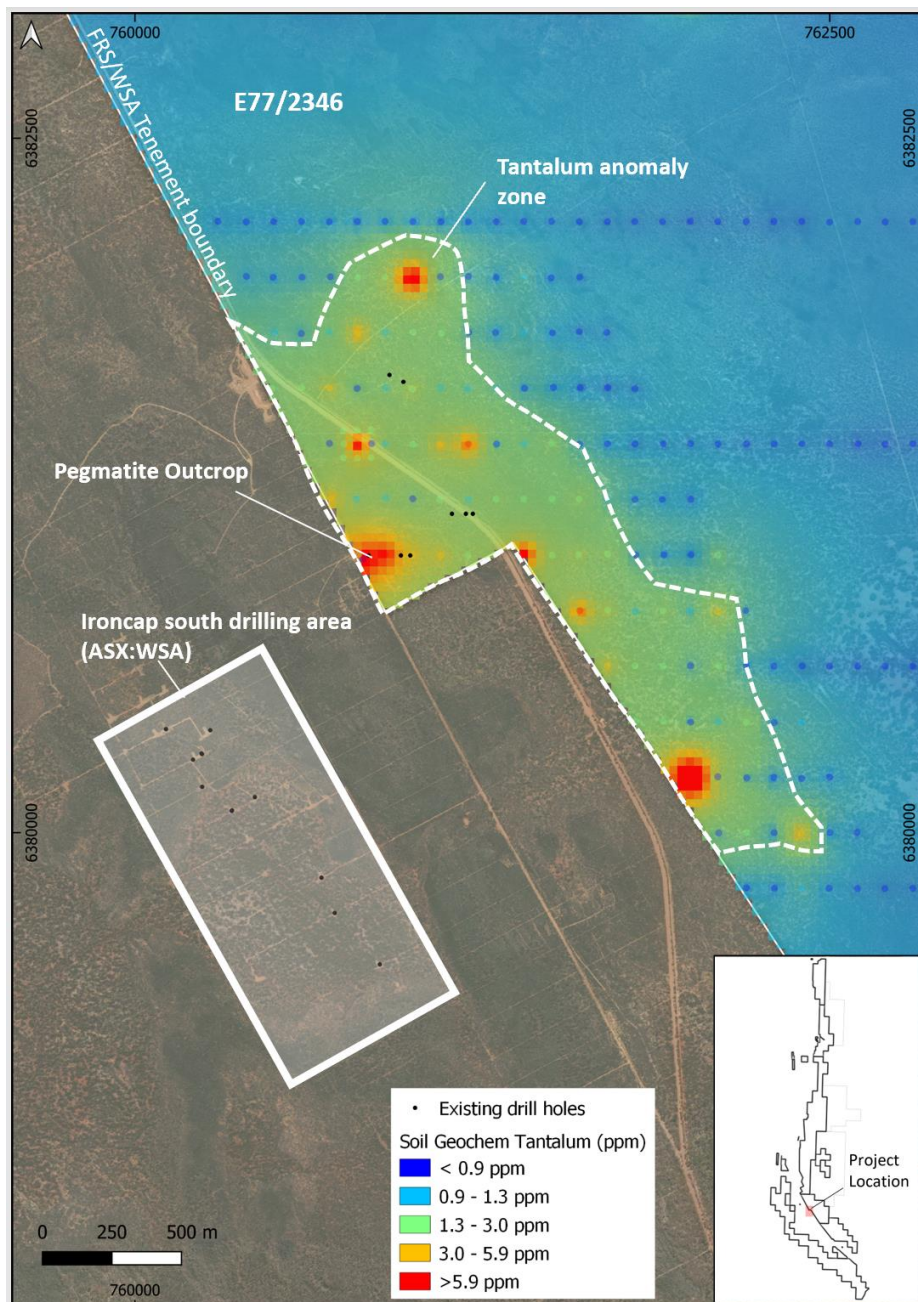 760000
762500
FRS/WSA Tenement boundary
E77/2346
6382500
6382500
Tantalum anomaly
zone
Pegmatite Outcrop
Ironcap south drilling area
(ASX:WSA)
6380000
6380000
Existing drill holes
Soil Geochem Tantalum (ppm)
< 0.9 ppm
0.9 - 1.3 ppm
1.3 - 3.0 ppm
3.0 - 5.9 ppm
>5.9 ppm
Project
Location
0 250 500 m
760000